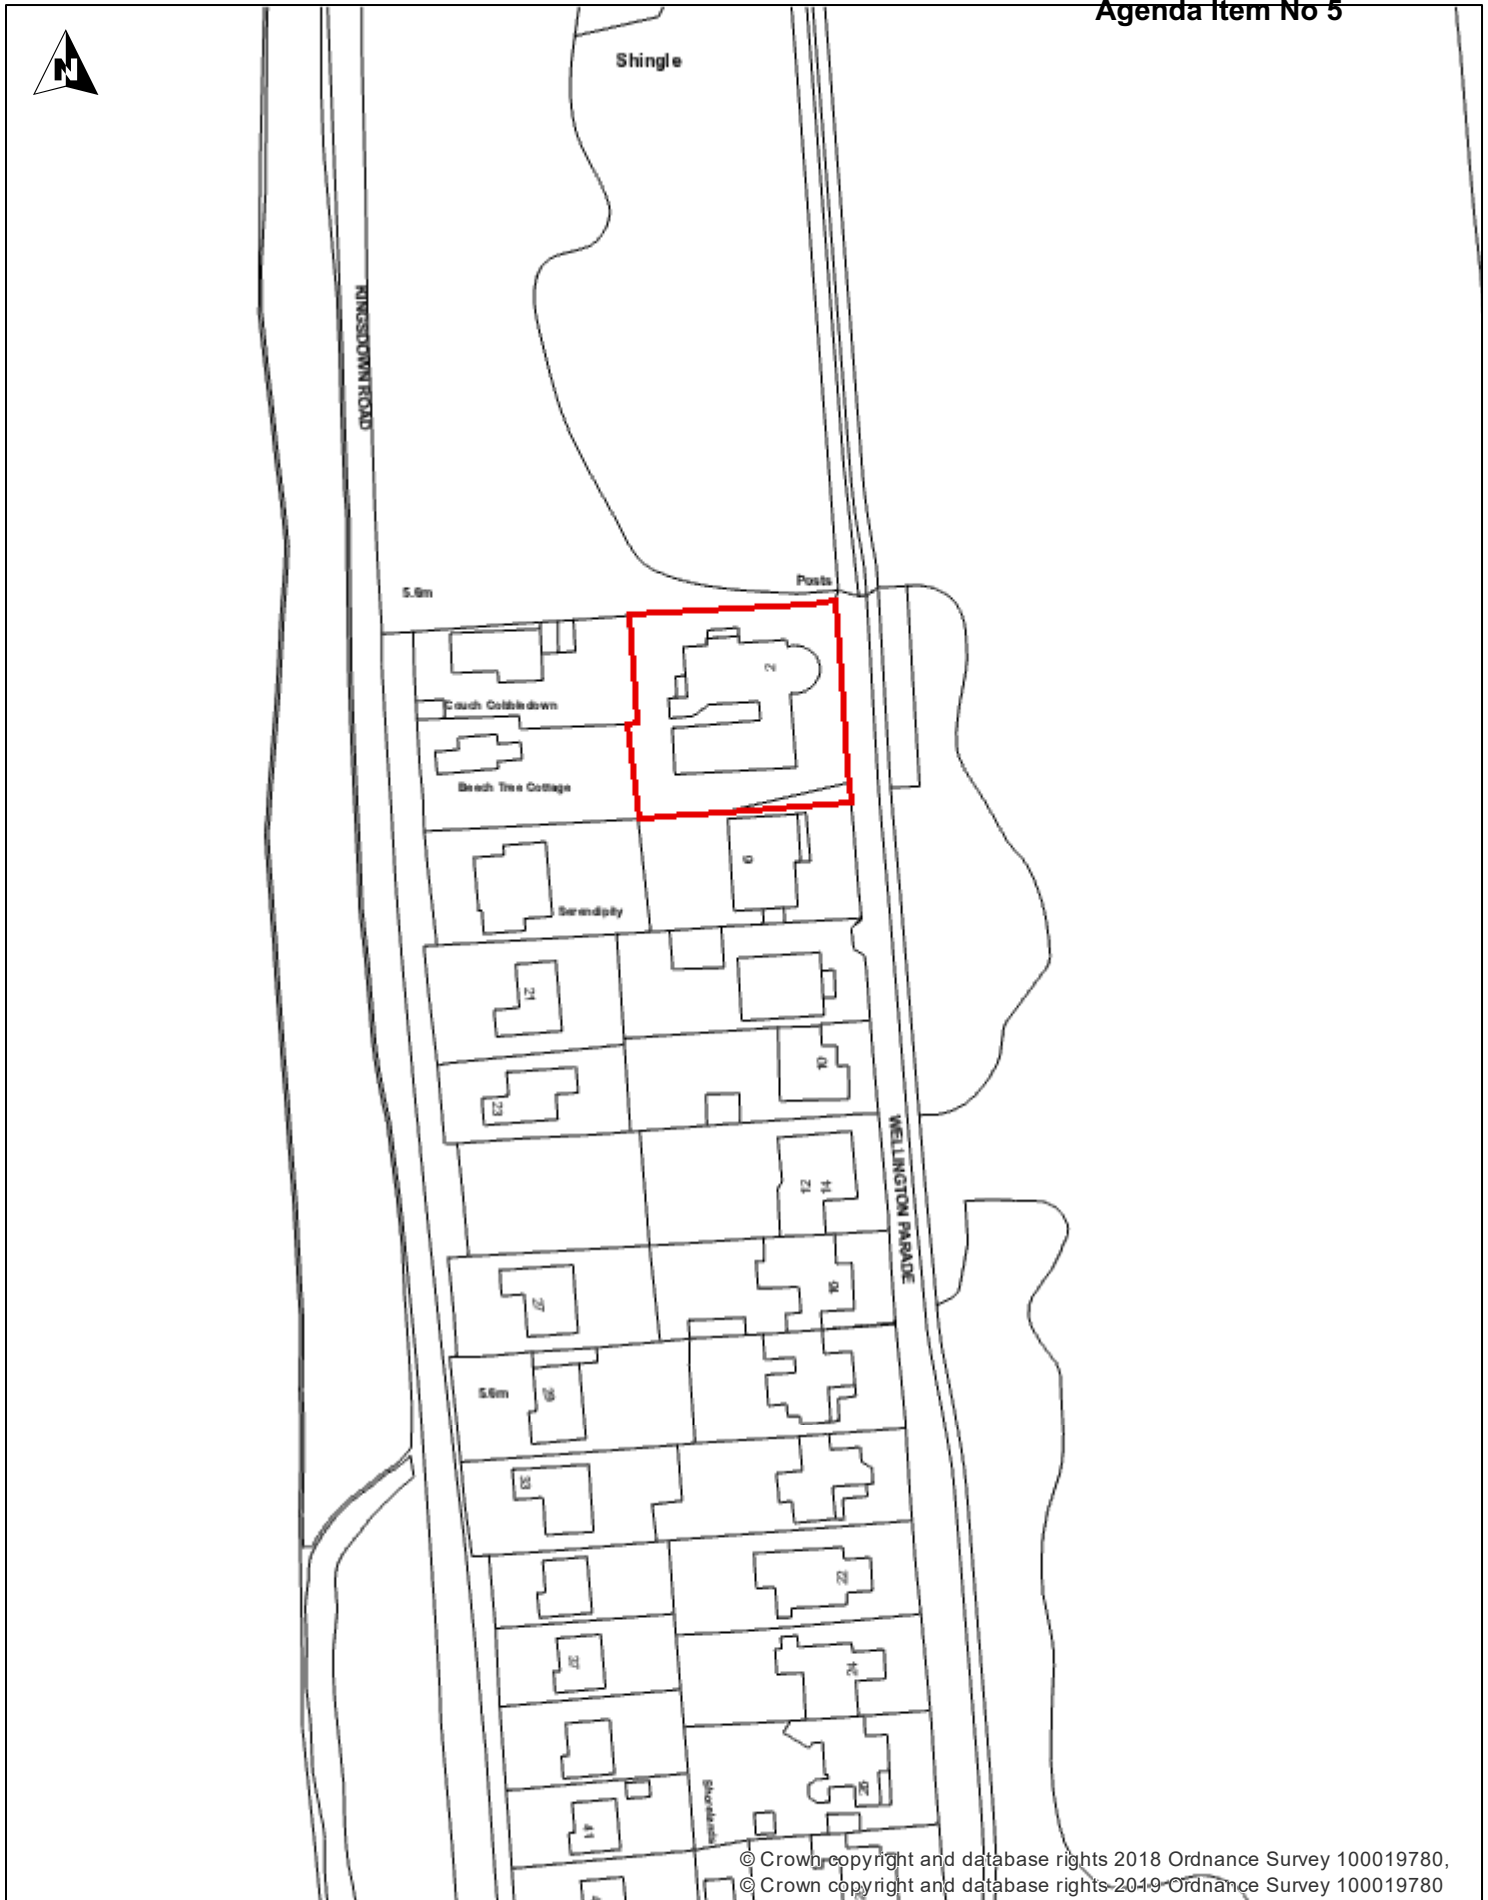 Agenda Item No 5
N
Shingle
KINGSDOWN ROAD
Posts
5.6m
2
Couch Cobbledown
Beech Tree Cottage
6
Serendipity
21
10
23
WELLINGTON PARADE
12
14
16
27
5.6m
29
33
22
37
24
Shorelands
26
41
© Crown copyright and database rights 2018 Ordnance Survey 100019780,
© Crown copyright and database rights 2019 Ordnance Survey 100019780